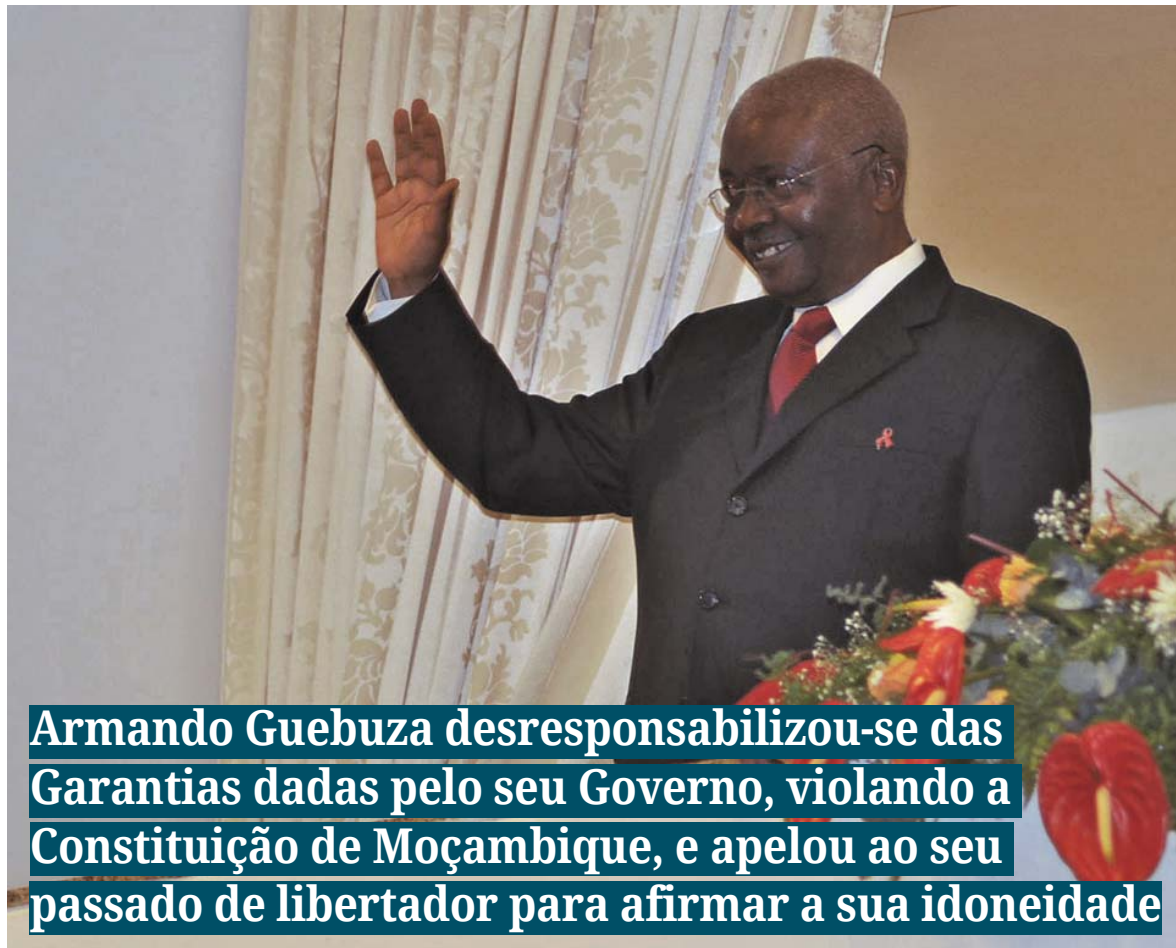 Armando Guebuza desresponsabilizou-se das
Garantias dadas pelo seu Governo, violando a
Constituição de Moçambique, e apelou ao seu
passado de libertador para afirmar a sua idoneidade